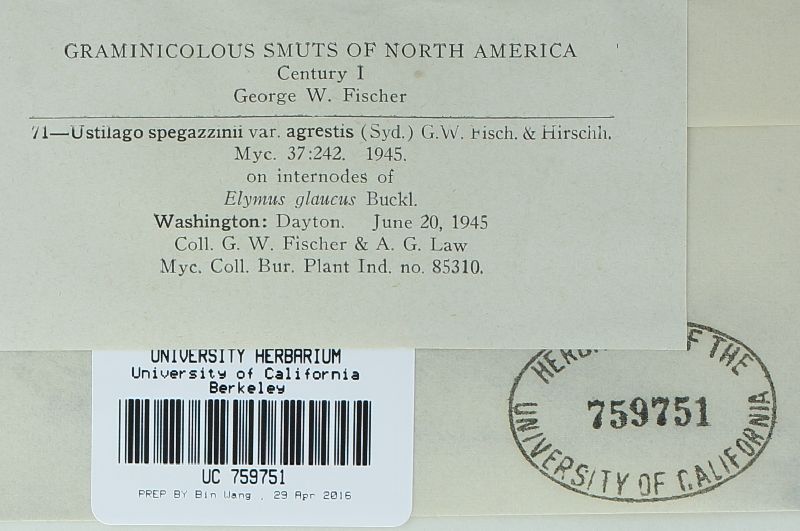 GRAMINICOLOUS SMUTS OF NORTH AMERICA
Century I
George W. Fischer
71—Ustilago spegazzinii var. agrestis (Syd.) G.W. Fisch. & Hirschh.
Myc. 37:242. 1945.
on internodes of
Elymus glaucus Buckl.
Washington: Dayton. June 20, 1945
Coll. G. W. Fischer & A. G. Law
Myc. Coll. Bur. Plant Ind. no. 85310.
UNIVERSITY HERBARIUM
University of California
Berkeley
UC 759751
PREP BY Bin Wang , 29 Apr 2016
OF THE
759751
UNIVERSITY OF CALIFORNIA